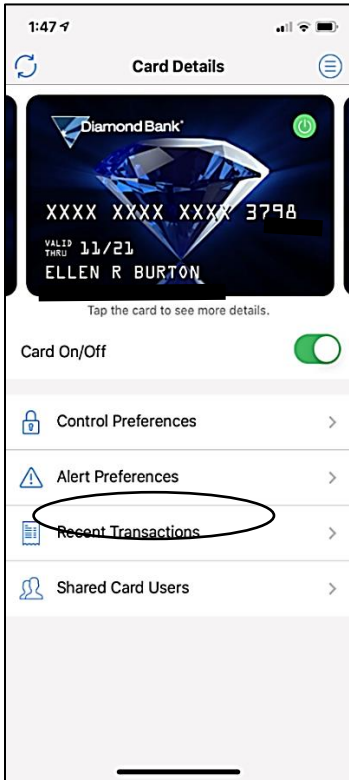 1:47
Card Details
Diamond Bank
XXXX XXXX XXXX 3798
VALID THRU 11/21
ELLEN R BURTON
Tap the card to see more details.
Card On/Off
Control Preferences
Alert Preferences
Recent Transactions
Shared Card Users